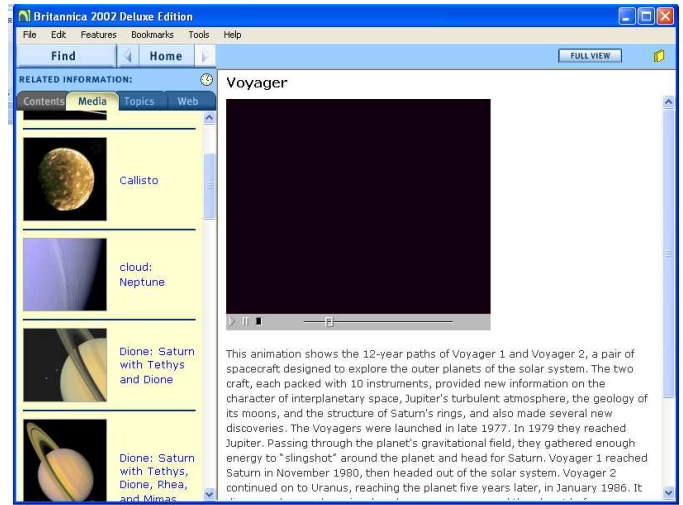 Britannica 2002 Deluxe Edition
File Edit Features Bookmarks Tools Help
Find Home FULL VIEW
RELATED INFORMATION:
Contents Media Topics Web
Callisto
cloud:
Neptune
Dione: Saturn
with Tethys
and Dione
Dione: Saturn
with Tethys,
Dione, Rhea,
and Mimas
Voyager
This animation shows the 12-year paths of Voyager 1 and Voyager 2, a pair of
spacecraft designed to explore the outer planets of the solar system. The two
craft, each packed with 10 instruments, provided new information on the
character of interplanetary space, Jupiter's turbulent atmosphere, the geology of
its moons, and the structure of Saturn's rings, and also made several new
discoveries. The Voyagers were launched in late 1977. In 1979 they reached
Jupiter. Passing through the planet's gravitational field, they gathered enough
energy to "slingshot" around the planet and head for Saturn. Voyager 1 reached
Saturn in November 1980, then headed out of the solar system. Voyager 2
continued on to Uranus, reaching the planet five years later, in January 1986. It